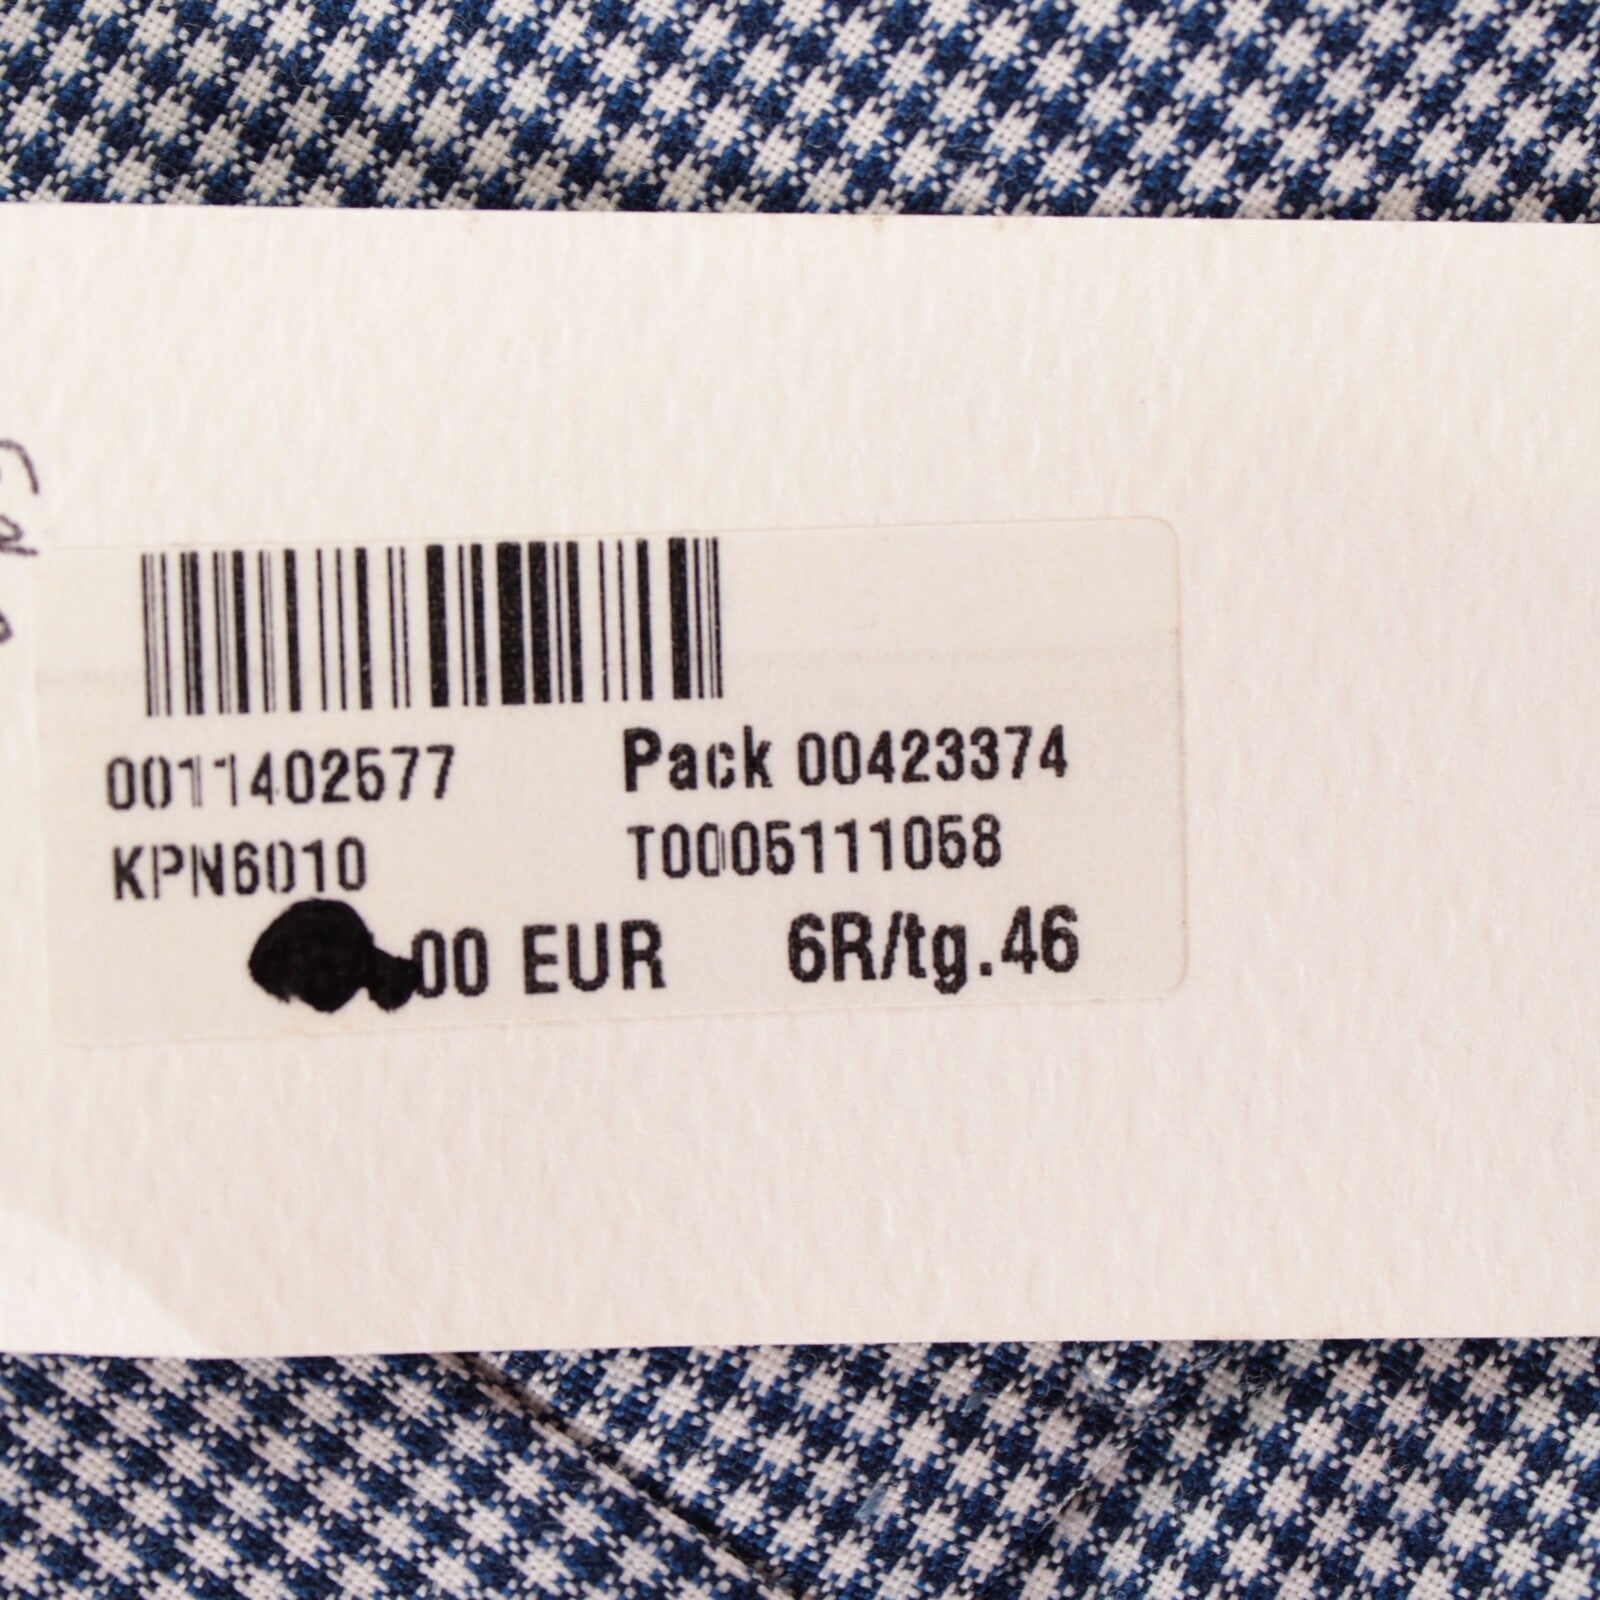 0011402577 Pack 00423374
KPN6010 T0005111058
00 EUR 6R/tg.46